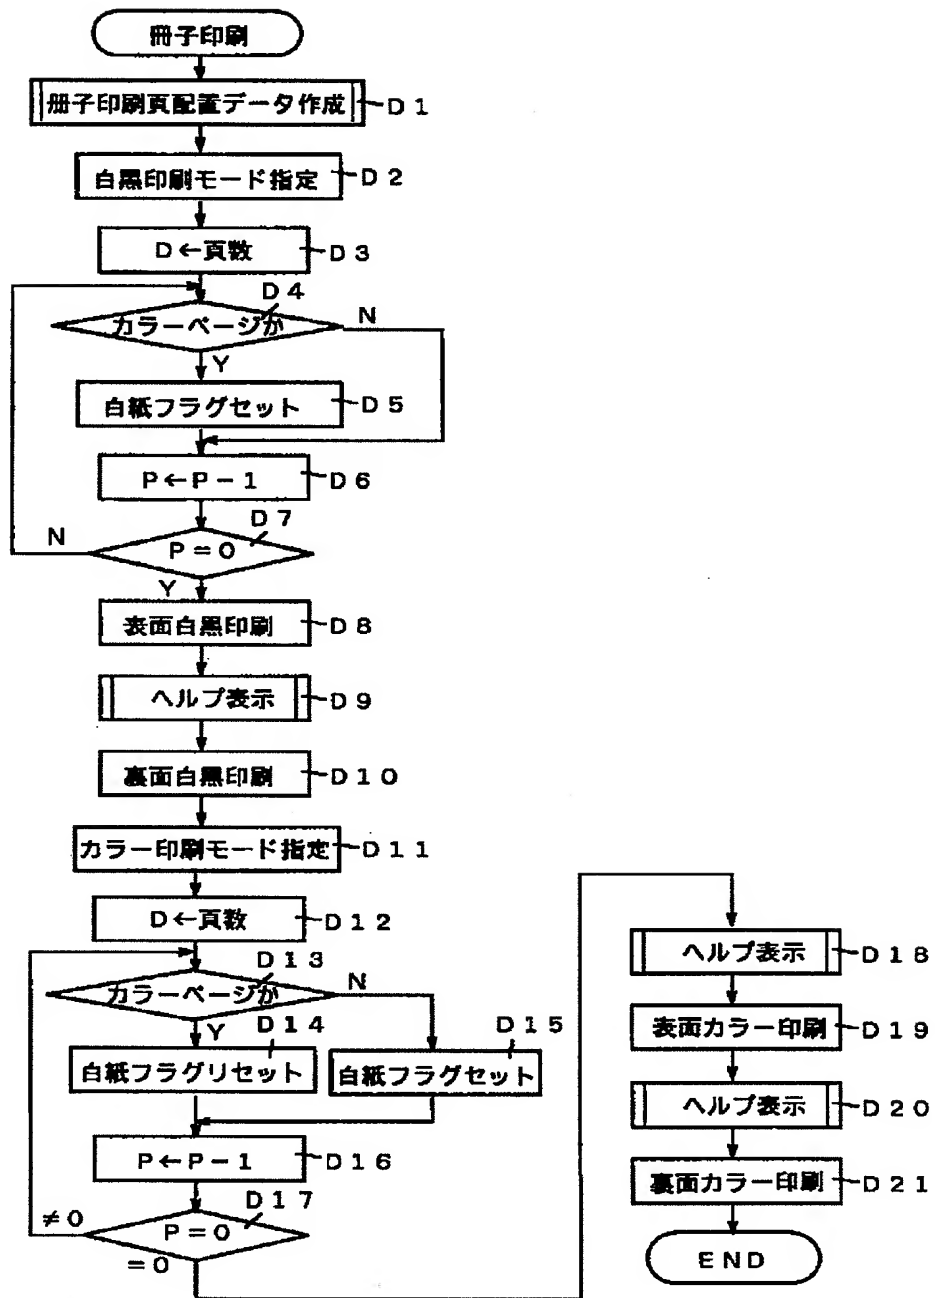 冊子印刷
冊子印刷頁配置データ作成 D1
白黒印刷モード指定 D2
D←頁数 D3
D4
カラーページか N
Y
白紙フラグセット D5
P←P-1 D6
D7
N P=0
Y
表面白黒印刷 D8
ヘルプ表示 D9
裏面白黒印刷 D10
カラー印刷モード指定 D11
D←頁数 D12
D13
カラーページか N
Y D14
白紙フラグリセット
D15
白紙フラグセット
P←P-1 D16
D17
≠0 P=0
=0
ヘルプ表示 D18
表面カラー印刷 D19
ヘルプ表示 D20
裏面カラー印刷 D21
END